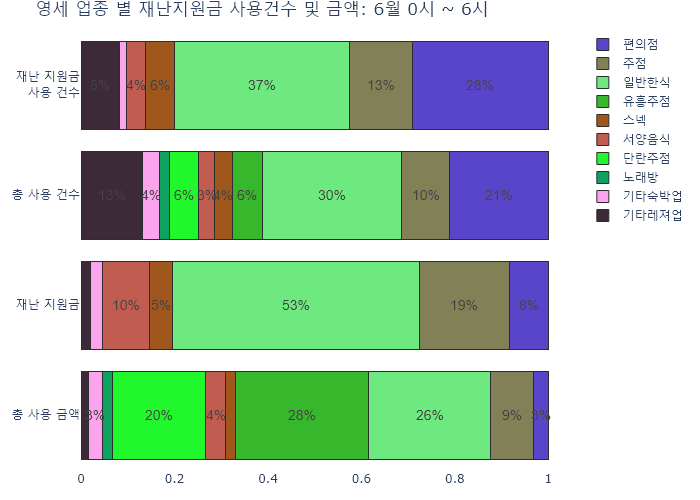 영세 업종 별 재난지원금 사용건수 및 금액: 6월 0시 ~ 6시
재난 지원금
사용 건수
8%
4%
6%
37%
13%
28%
총 사용 건수
13%
4%
6%
3%
4%
6%
30%
10%
21%
재난 지원금
10%
5%
53%
19%
8%
총 사용 금액
3%
20%
4%
28%
26%
9%
3%
0
0.2
0.4
0.6
0.8
1
편의점
주점
일반한식
유흥주점
스넥
서양음식
단란주점
노래방
기타숙박업
기타레져업